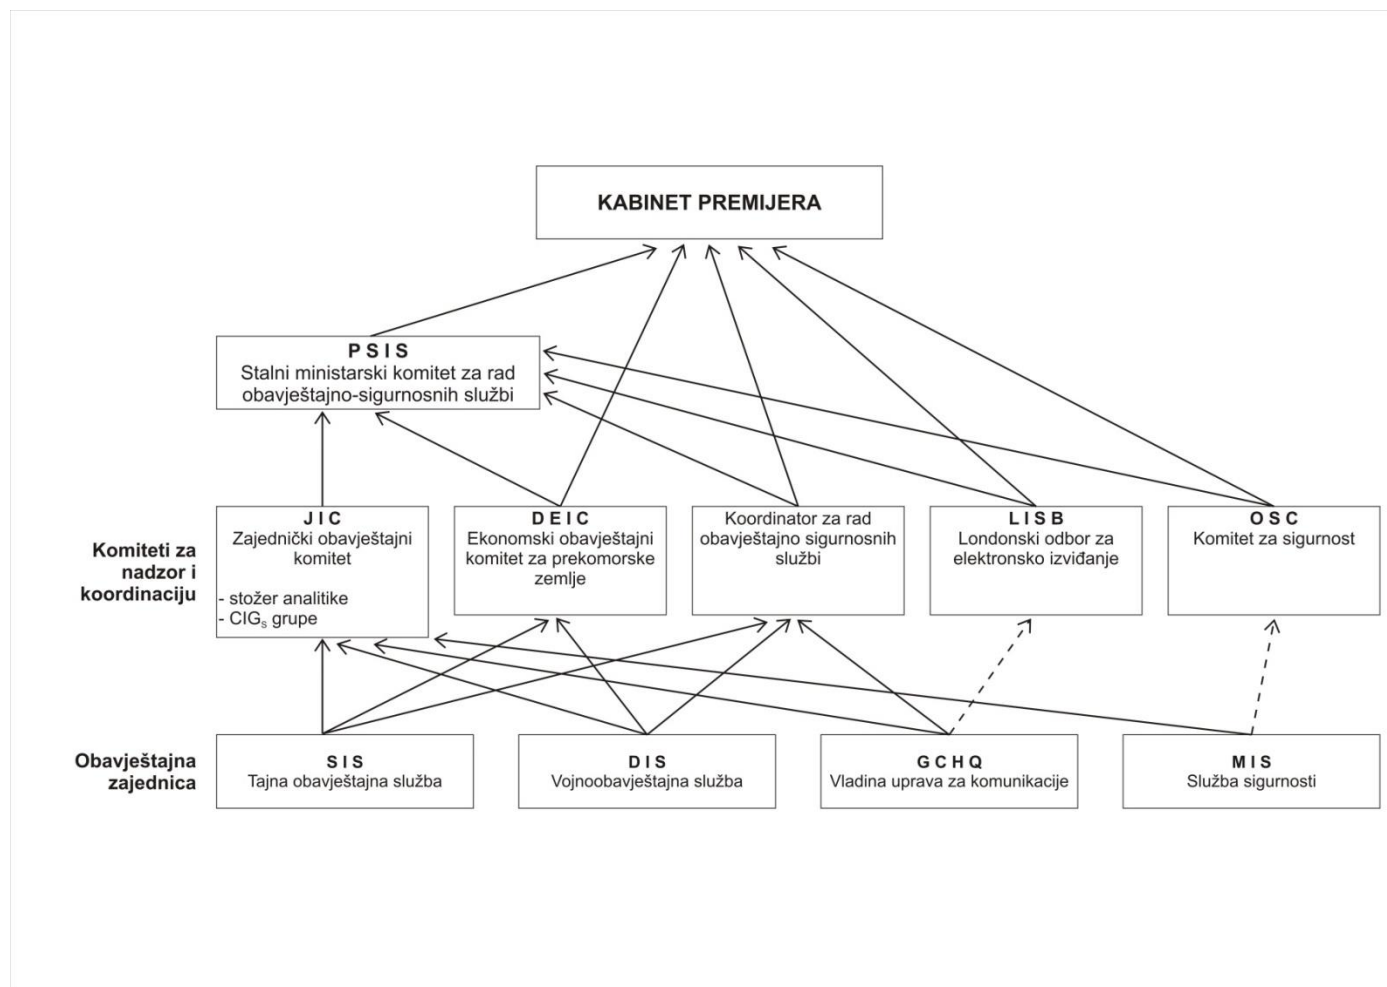 KABINET PREMIJERA
P S I S
Stalni ministarski komitet za rad
obavještajno-sigurnosnih službi
Komiteti za
nadzor i
koordinaciju
J I C
Zajednički obavještajni
komitet
- stožer analitike
- CIGs grupe
D E I C
Ekonomski obavještajni
komitet za prekomorske
zemlje
Koordinator za rad
obavještajno sigurnosnih
službi
L I S B
Londonski odbor za
elektronsko izviđanje
O S C
Komitet za sigurnost
Obavještajna
zajednica
S I S
Tajna obavještajna služba
D I S
Vojnoobavještajna služba
G C H Q
Vladina uprava za komunikacije
M I S
Služba sigurnosti